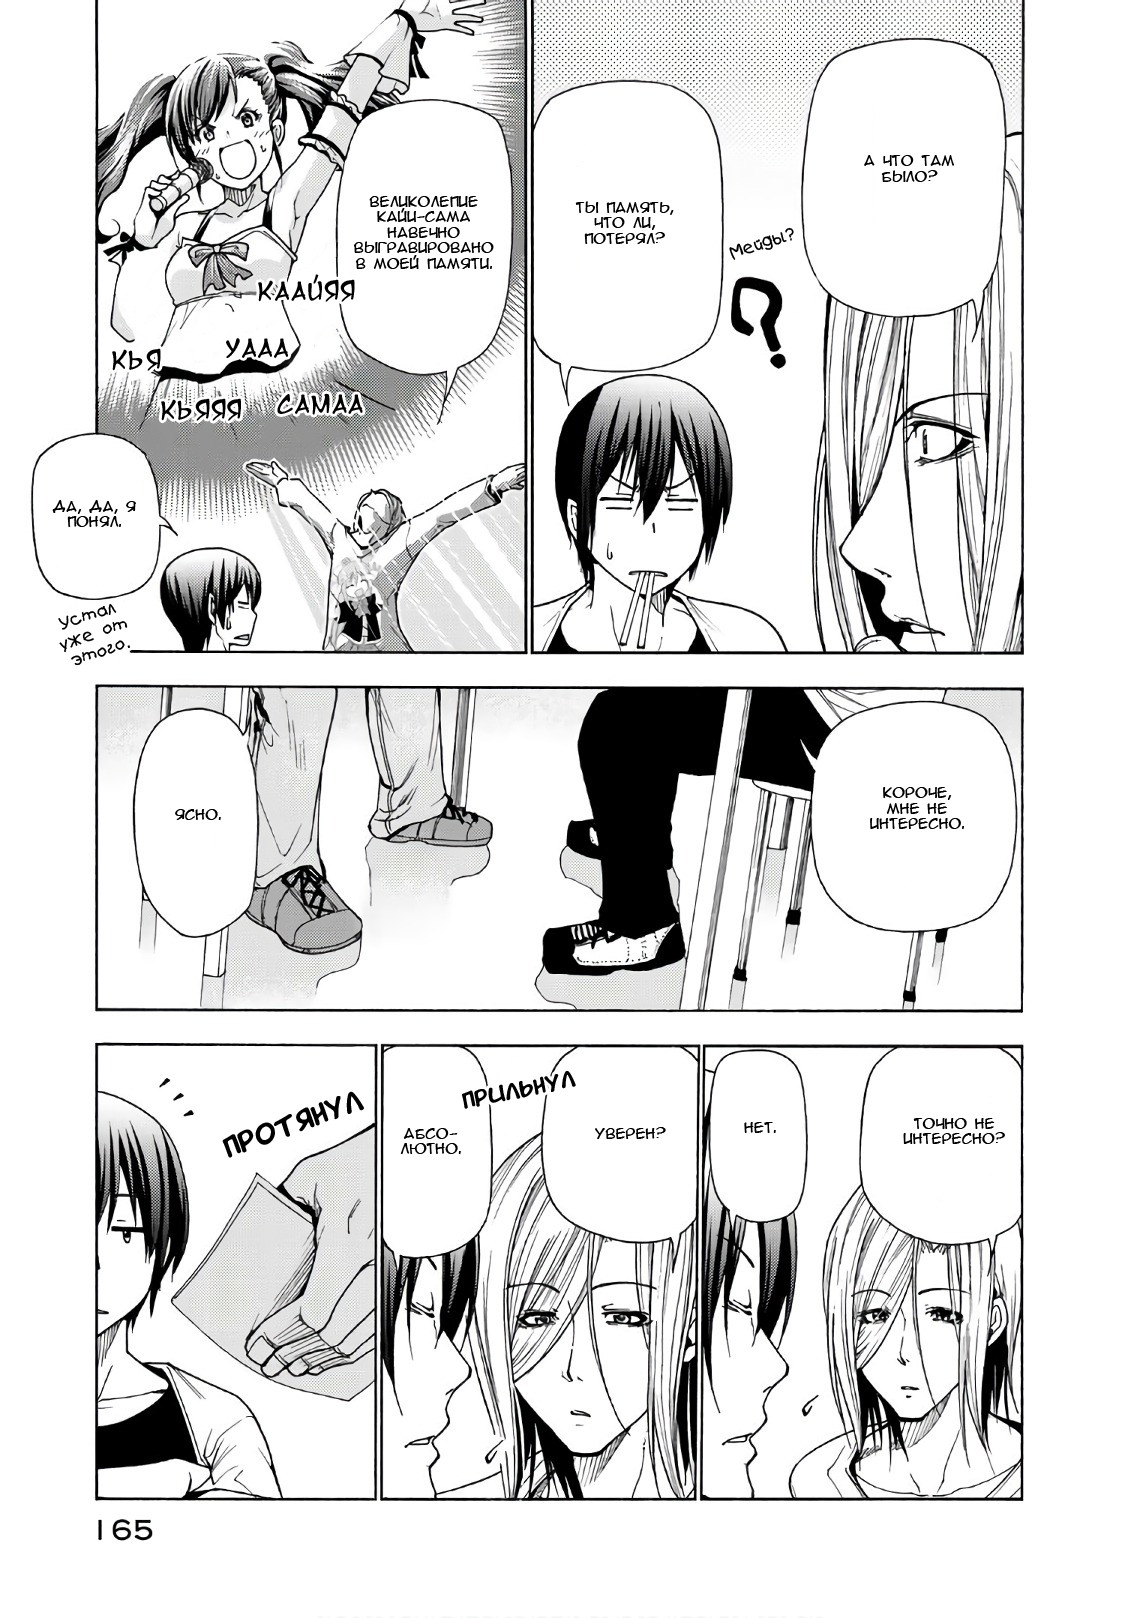 А ЧТО ТАМ
БЫЛО?
Мейды?
ТЫ ПАМЯТЬ,
ЧТО ЛИ,
ПОТЕРЯЛ?
ВЕЛИКОЛЕПИЕ
КАЙИ-САМА
НАВЕЧНО
ВЫГРАВИРОВАНО
В МОЕЙ ПАМЯТИ.
КААЙЯЯ
КЬЯ
УААА
КЬЯЯЯ
САМАА
ДА, ДА, Я
ПОНЯЛ.
Устал
уже от
этого.
КОРОЧЕ,
МНЕ НЕ
ИНТЕРЕСНО.
ЯСНО.
ТОЧНО НЕ
ИНТЕРЕСНО?
НЕТ.
УВЕРЕН?
ПРИЛЬНУЛ
АБСО-
ЛЮТНО.
ПРОТЯНУЛ
165